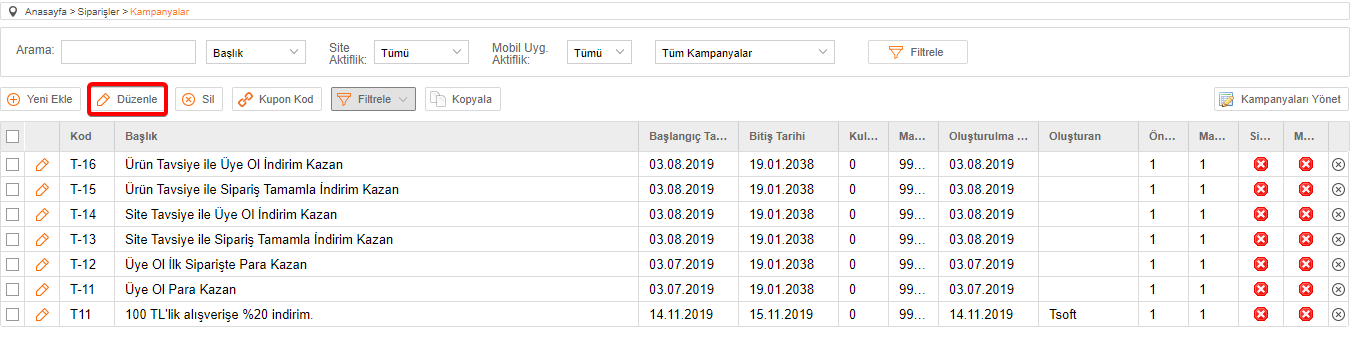 Anasayfa > Siparişler > Kampanyalar
Arama: Başlık Site Aktiflik: Tümü Mobil Uyg. Aktiflik: Tümü Tüm Kampanyalar Filtrele
Yeni Ekle Düzenle Sil Kupon Kod Filtrele Kopyala Kampanyaları Yönet
Kod Başlık Başlangıç Ta... Bitiş Tarihi Kul... Ma... Oluşturulma ... Oluşturan Ön... Ma... Si... M...
T-16 Ürün Tavsiye ile Üye Ol İndirim Kazan 03.08.2019 19.01.2038 0 99... 03.08.2019 1 1
T-15 Ürün Tavsiye ile Sipariş Tamamla İndirim Kazan 03.08.2019 19.01.2038 0 99... 03.08.2019 1 1
T-14 Site Tavsiye ile Üye Ol İndirim Kazan 03.08.2019 19.01.2038 0 99... 03.08.2019 1 1
T-13 Site Tavsiye ile Sipariş Tamamla İndirim Kazan 03.08.2019 19.01.2038 0 99... 03.08.2019 1 1
T-12 Üye Ol İlk Siparişte Para Kazan 03.07.2019 19.01.2038 0 99... 03.07.2019 1 1
T-11 Üye Ol Para Kazan 03.07.2019 19.01.2038 0 99... 03.07.2019 1 1
T11 100 TL'lik alışverişe %20 indirim. 14.11.2019 15.11.2019 0 99... 14.11.2019 Tsoft 1 1